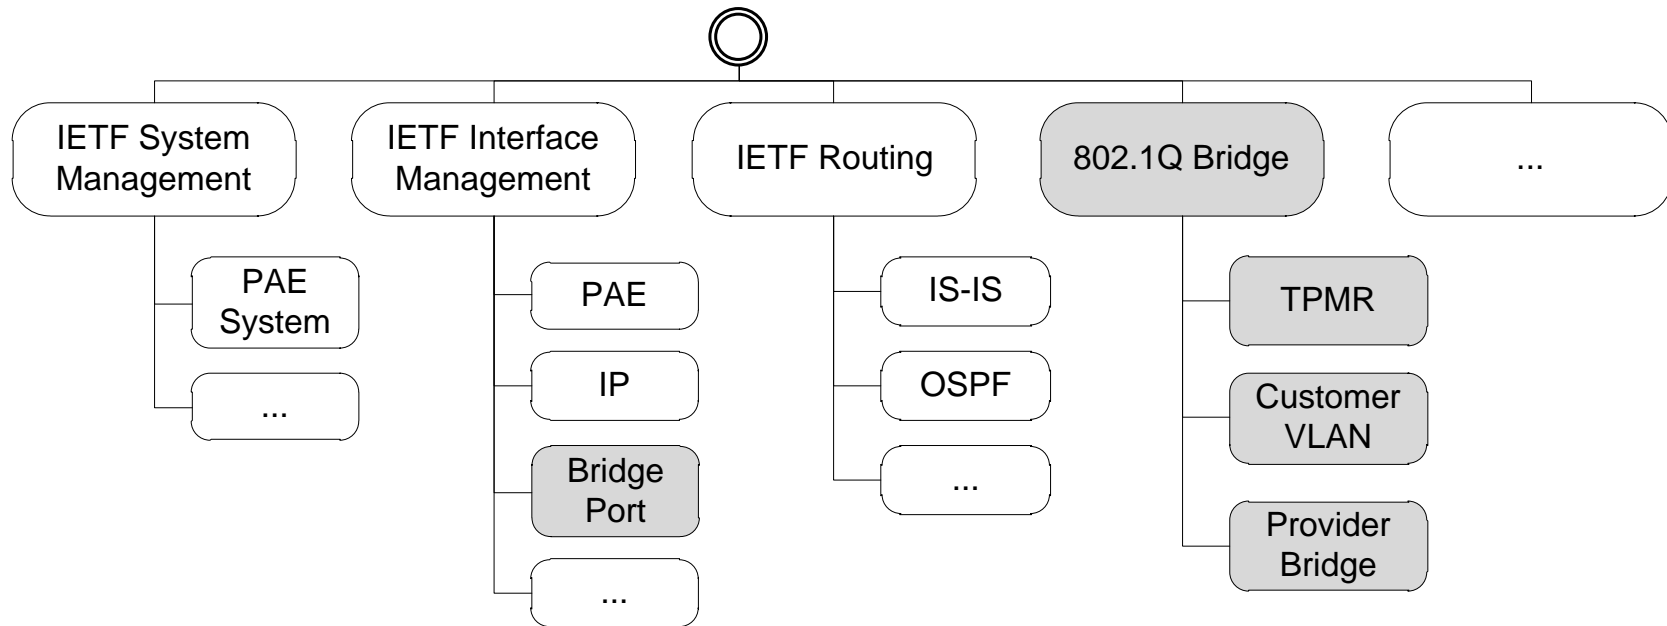 IETF System
Management
IETF Interface
Management
IETF Routing
802.1Q Bridge
...
PAE
System
...
PAE
IP
Bridge
Port
...
IS-IS
OSPF
...
TPMR
Customer
VLAN
Provider
Bridge